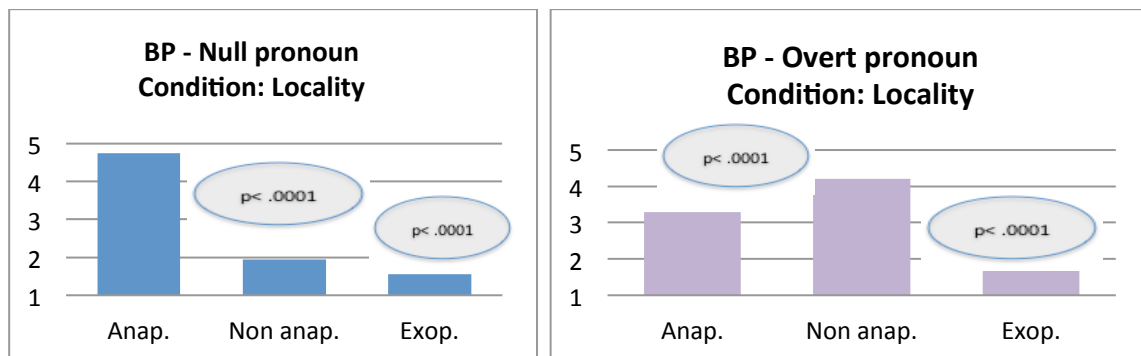 BP - Null pronoun
Condition: Locality
5
4
3
2
1
p< .0001
p< .0001
Anap.
Non anap.
Exop.
BP - Overt pronoun
Condition: Locality
5
4
3
2
1
p< .0001
p< .0001
Anap.
Non anap.
Exop.